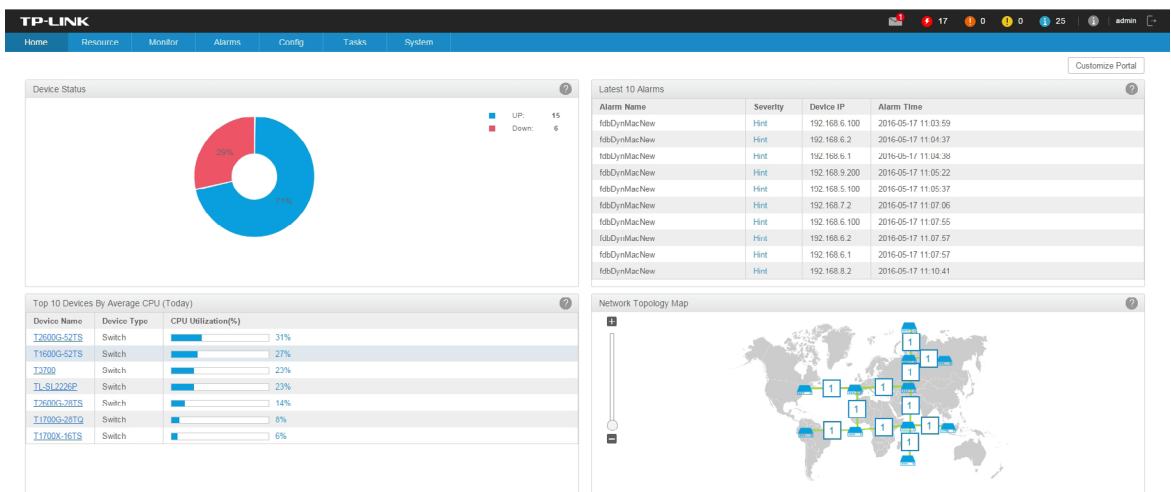 TP-LINK 1 17 0 0 25 admin
Home Resource Monitor Alarms Config Tasks System
Customize Portal
Device Status
UP: 15
Down: 6
29%
71%
Latest 10 Alarms
Alarm Name Severity Device IP Alarm Time
fdbDynMacNew Hint 192.168.6.100 2016-05-17 11:03:59
fdbDynMacNew Hint 192.168.6.2 2016-05-17 11:04:37
fdbDynMacNew Hint 192.168.6.1 2016-05-17 11:04:38
fdbDynMacNew Hint 192.168.9.200 2016-05-17 11:05:22
fdbDynMacNew Hint 192.168.5.100 2016-05-17 11:05:37
fdbDynMacNew Hint 192.168.7.2 2016-05-17 11:07:06
fdbDynMacNew Hint 192.168.6.100 2016-05-17 11:07:55
fdbDynMacNew Hint 192.168.6.2 2016-05-17 11:07:57
fdbDynMacNew Hint 192.168.6.1 2016-05-17 11:07:57
fdbDynMacNew Hint 192.168.8.2 2016-05-17 11:10:41
Top 10 Devices By Average CPU (Today)
Device Name Device Type CPU Utilization(%)
T2600G-52TS Switch 31%
T1600G-52TS Switch 27%
T3700 Switch 23%
TL-SL2226P Switch 23%
T2600G-28TS Switch 14%
T1700G-28TQ Switch 8%
T1700X-16TS Switch 6%
Network Topology Map
1
1
1
1 1
1 1
1 1 1
1